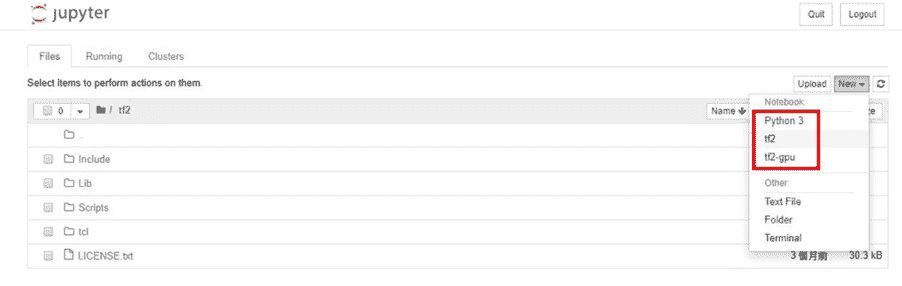 jupyter
Quit Logout
Files Running Clusters
Select items to perform actions on them.
Upload New
0 / tf2 Name
Notebook:
Python 3
tf2
tf2-gpu
Other:
Text File
Folder
Terminal
..
Include
Lib
Scripts
tcl
LICENSE.txt 3 個月前 30.3 kB